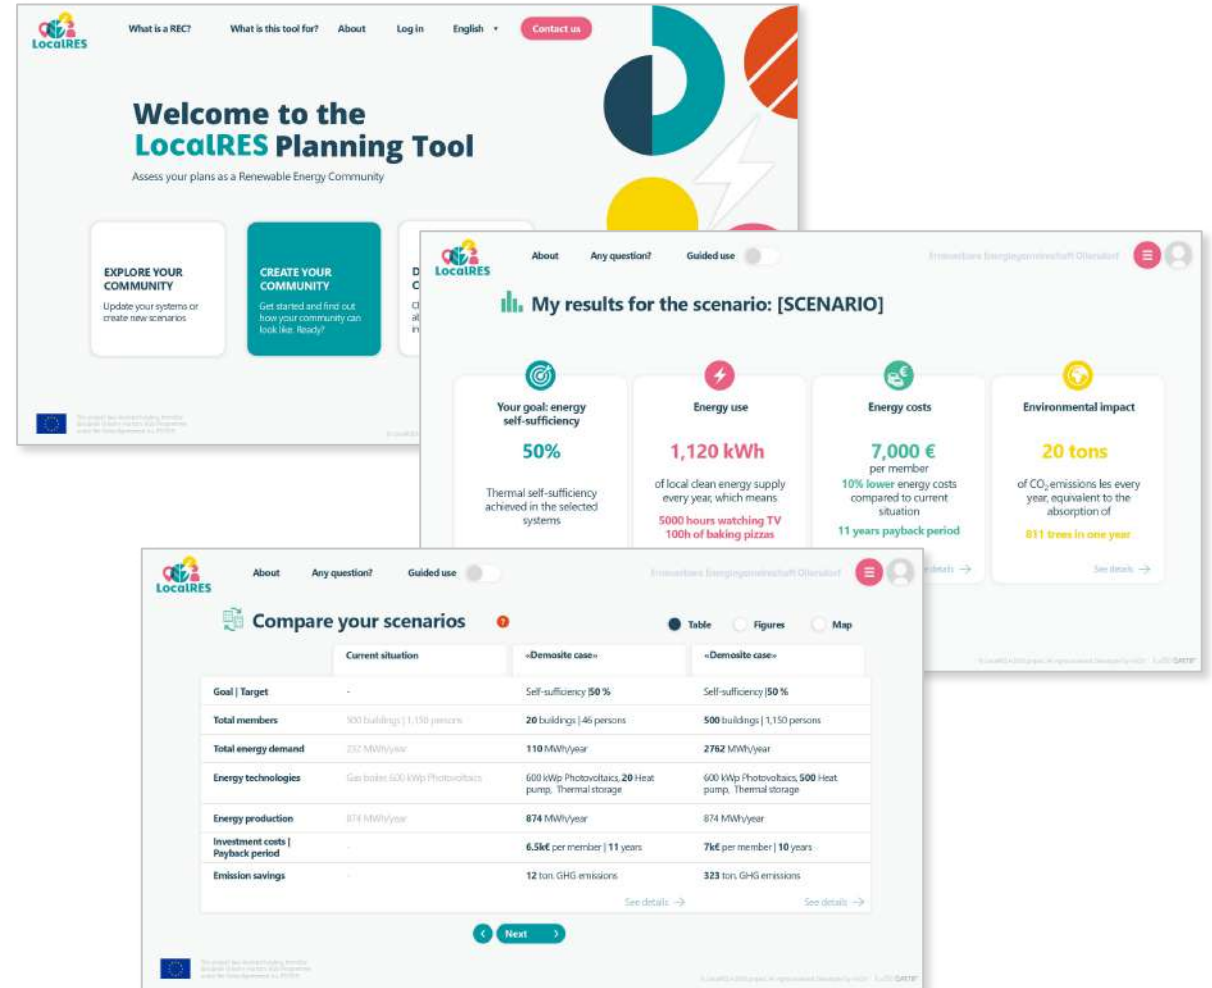 LocalRES
What is a REC?
What is this tool for?
About
Log in
English
Contact us
Welcome to the
LocalRES Planning Tool
Assess your plans as a Renewable Energy Community
EXPLORE YOUR
COMMUNITY
Update your systems or
create new scenarios
CREATE YOUR
COMMUNITY
Get started and find out
how your community can
look like. Ready?
LocalRES
About
Any question?
Guided use
Erneuerbare Energiegemeinschaft Ollersdorf
My results for the scenario: [SCENARIO]
Your goal: energy
self-sufficiency
50%
Thermal self-sufficiency
achieved in the selected
systems
Energy use
1,120 kWh
of local clean energy supply
every year, which means
5000 hours watching TV
100h of baking pizzas
Energy costs
7,000 €
per member
10% lower energy costs
compared to current
situation
11 years payback period
Environmental impact
20 tons
of CO₂ emissions les every
year, equivalent to the
absorption of
811 trees in one year
See details
LocalRES
About
Any question?
Guided use
Erneuerbare Energiegemeinschaft Ollersdorf
Compare your scenarios ?
Table
Figures
Map
Current situation
«Demosite case»
«Demosite case»
Goal | Target - Self-sufficiency |50 % Self-sufficiency |50 %
Total members 500 buildings | 1,150 persons 20 buildings | 46 persons 500 buildings | 1,150 persons
Total energy demand 232 MWh/year 110 MWh/year 2762 MWh/year
Energy technologies Gas boiler, 600 kWp Photovoltaics 600 kWp Photovoltaics, 20 Heat 600 kWp Photovoltaics, 500 Heat
pump, Thermal storage pump, Thermal storage
Energy production 874 MWh/year 874 MWh/year 874 MWh/year
Investment costs |
Payback period - 6.5k€ per member | 11 years 7k€ per member | 10 years
Emission savings - 12 ton. GHG emissions 323 ton. GHG emissions
See details
See details
Next